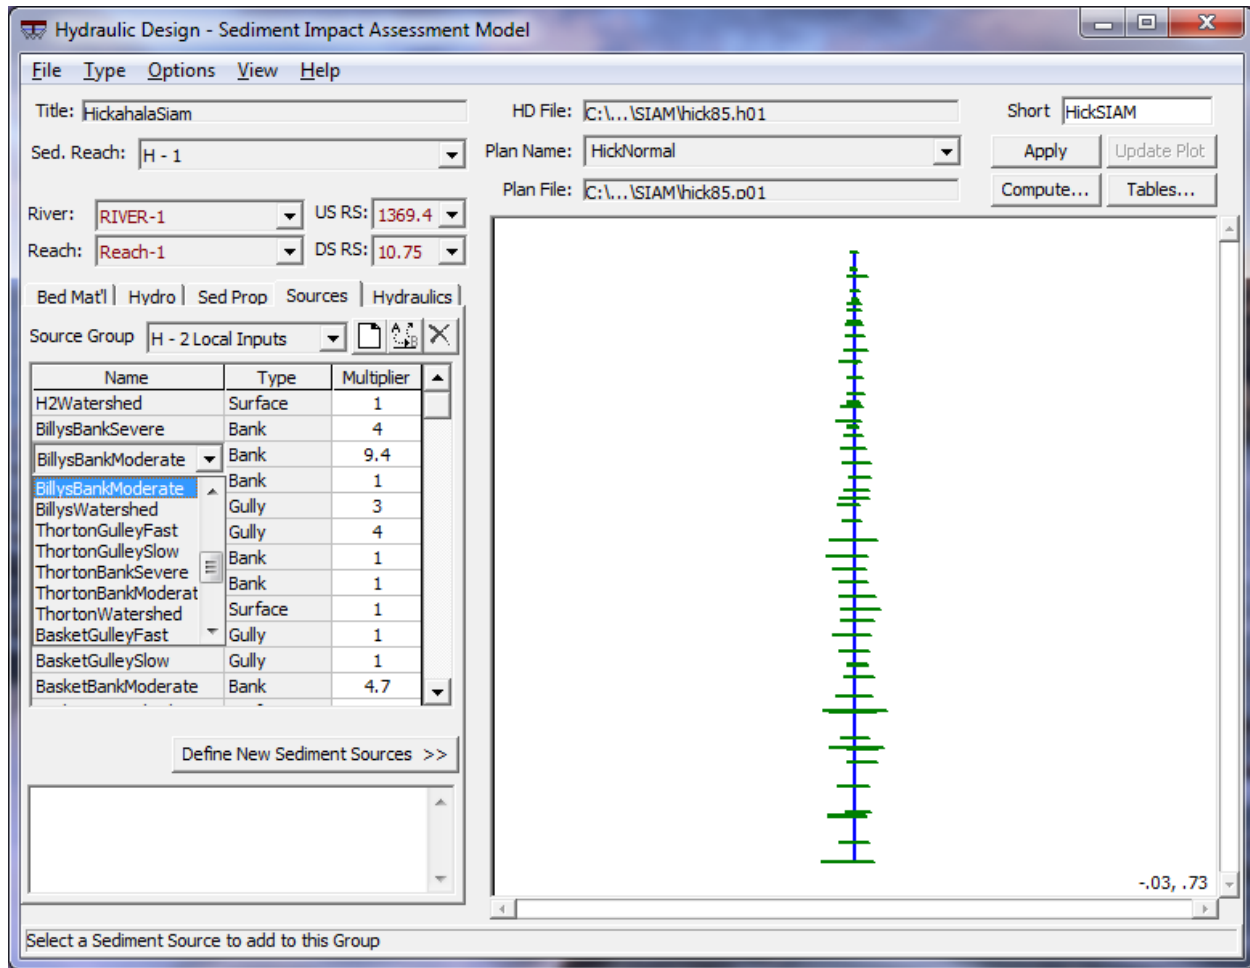 Hydraulic Design - Sediment Impact Assessment Model
File Type Options View Help
Title: HickahalaSiam
HD File: C:\...\SIAM\hick85.h01
Short HickSIAM
Sed. Reach: H - 1
Plan Name: HickNormal
Apply Update Plot
Plan File: C:\...\SIAM\hick85.p01
Compute... Tables...
River: RIVER-1 US RS: 1369.4
Reach: Reach-1 DS RS: 10.75
Bed Mat'l Hydro Sed Prop Sources Hydraulics
Source Group H - 2 Local Inputs
Name Type Multiplier
H2Watershed Surface 1
BillysBankSevere Bank 4
BillysBankModerate Bank 9.4
BillysBankModerate Bank 1
BillysWatershed Gully 3
ThortonGulleyFast Gully 4
ThortonGulleySlow Bank 1
ThortonBankSevere Bank 1
ThortonBankModerat
ThortonWatershed Surface 1
BasketGulleyFast Gully 1
BasketGulleySlow Gully 1
BasketBankModerate Bank 4.7
Define New Sediment Sources >>
-.03, .73
Select a Sediment Source to add to this Group